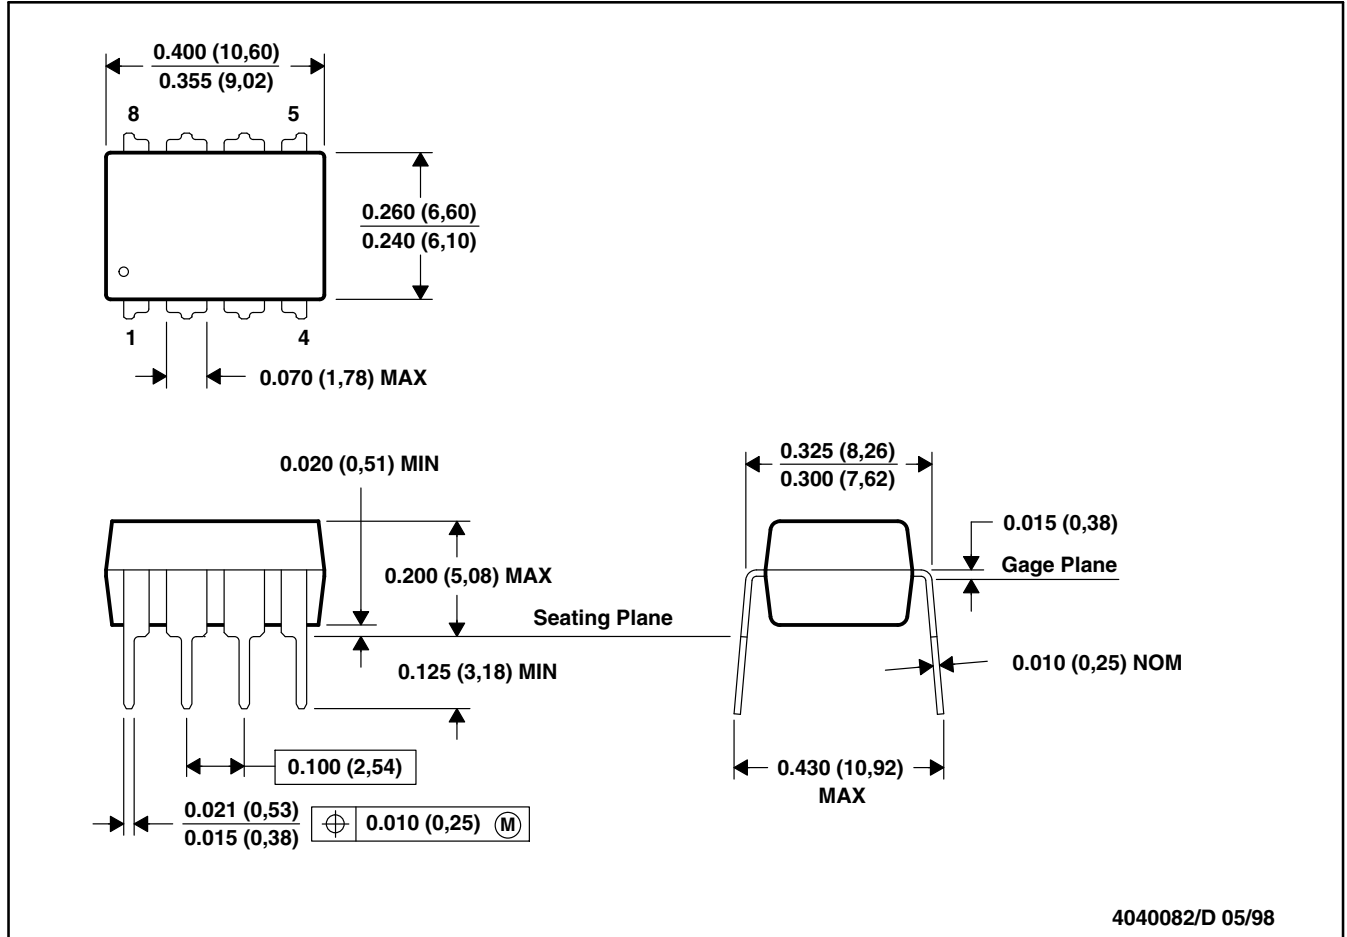 0.400 (10,60)
0.355 (9,02)
8
5
0.260 (6,60)
0.240 (6,10)
1
4
0.070 (1,78) MAX
0.020 (0,51) MIN
0.200 (5,08) MAX
Seating Plane
0.125 (3,18) MIN
0.100 (2,54)
0.021 (0,53)
0.015 (0,38)
0.010 (0,25) M
0.325 (8,26)
0.300 (7,62)
0.015 (0,38)
Gage Plane
0.010 (0,25) NOM
0.430 (10,92)
MAX
4040082/D 05/98